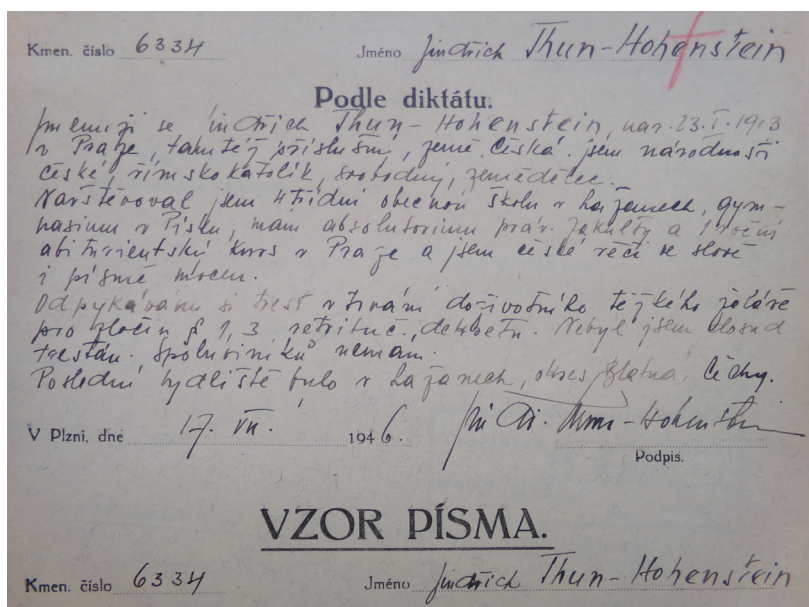 Kmen. číslo 6334 Jméno Jindřich Thun-Hohenstein
Podle diktátu.
Jmenuji se Jindřich Thun-Hohenstein, nar. 23.I.1913
v Praze, tamtéž příslušný, země Česká. jsem národnosti
české, římskokatolík, svobodný, zemědělec.
Navštěvoval jsem 4třídní obecnou školu v Lažanech, gym-
nasium v Písku, mám absolutorium práv. fakulty a 1 roční
abiturientský kurs v Praze a jsem české řeči ve slově
i písmě mocen.
Odpykávám si trest v trvání doživotního těžkého žaláře
pro zločin § 1, 3 retribuč. dekretu. Nebyl jsem dosud
trestán. Spoluviníků nemám.
Poslední bydliště bylo v Lažanech, okres Blatná, Čechy.
V Plzni, dne 17. VII. 1946. Jindř. Thun-Hohenstein
Podpis.
VZOR PÍSMA.
Kmen. číslo 6334 Jméno Jindřich Thun-Hohenstein